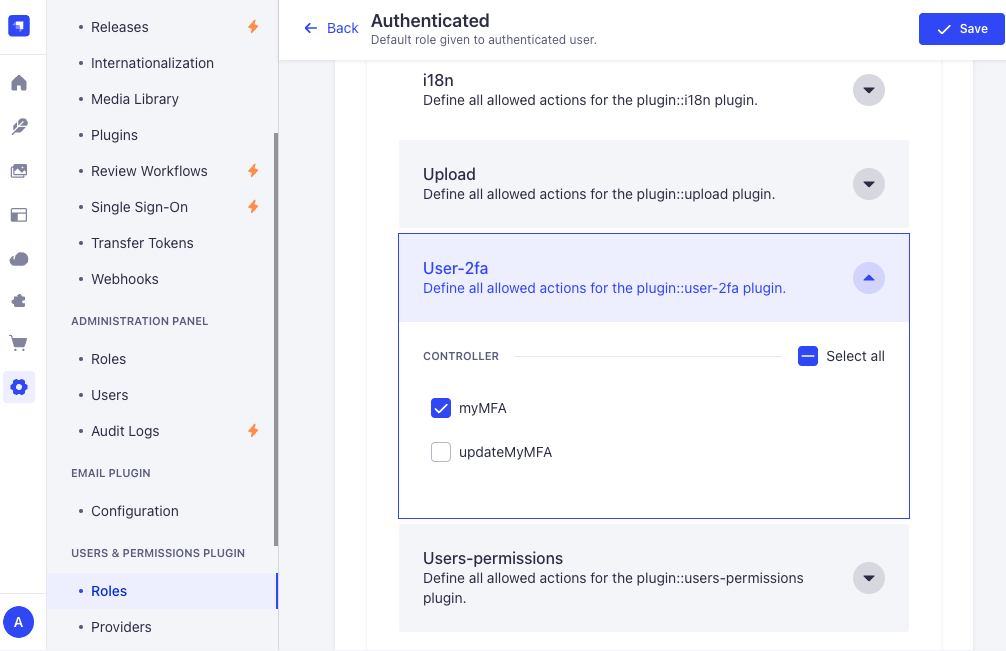 Releases
Internationalization
Media Library
Plugins
Review Workflows
Single Sign-On
Transfer Tokens
Webhooks
ADMINISTRATION PANEL
Roles
Users
Audit Logs
EMAIL PLUGIN
Configuration
USERS & PERMISSIONS PLUGIN
Roles
Providers
A
Back
Authenticated
Default role given to authenticated user.
Save
i18n
Define all allowed actions for the plugin::i18n plugin.
Upload
Define all allowed actions for the plugin::upload plugin.
User-2fa
Define all allowed actions for the plugin::user-2fa plugin.
CONTROLLER
Select all
myMFA
updateMyMFA
Users-permissions
Define all allowed actions for the plugin::users-permissions
plugin.